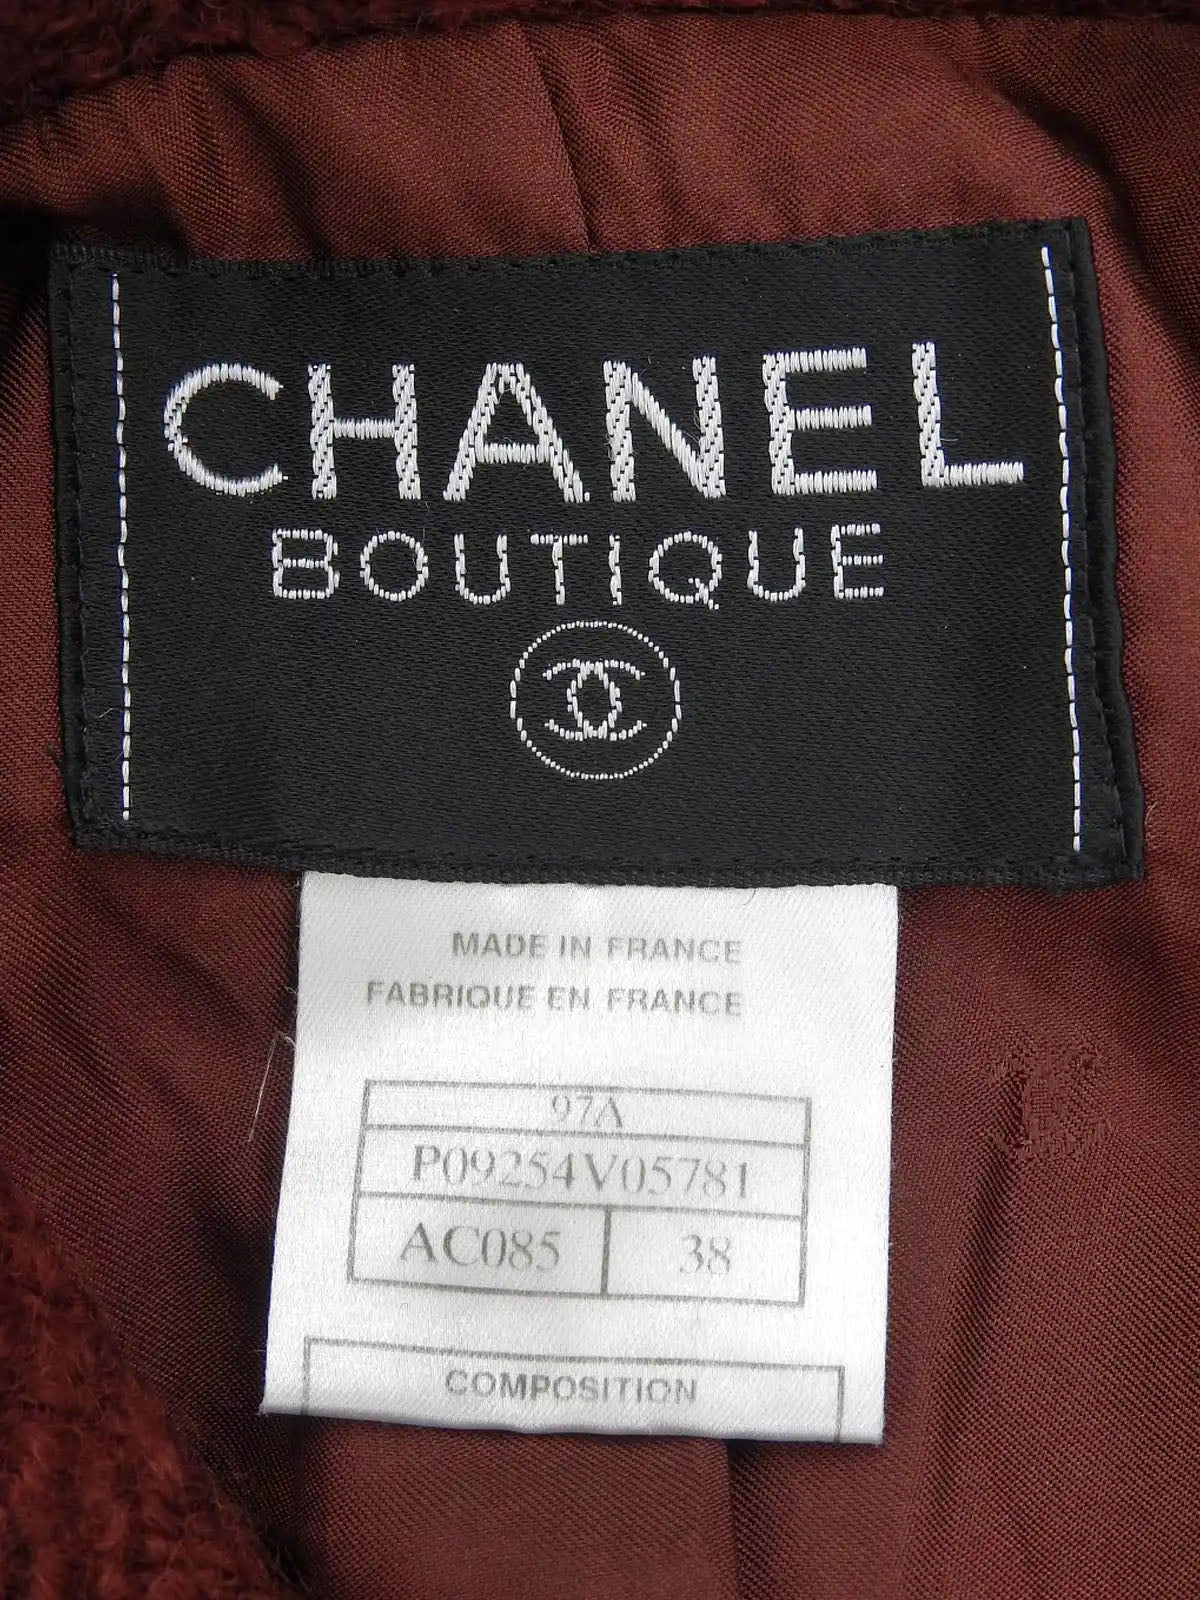 CHANEL
BOUTIQUE
MADE IN FRANCE
FABRIQUE EN FRANCE
97A
P09254V05781
AC085 38
COMPOSITION